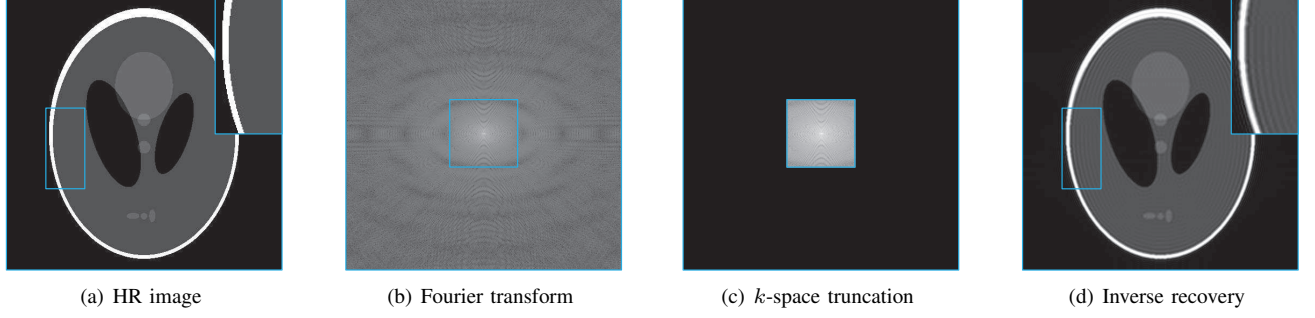 (a) HR image
(b) Fourier transform
(c) k-space truncation
(d) Inverse recovery